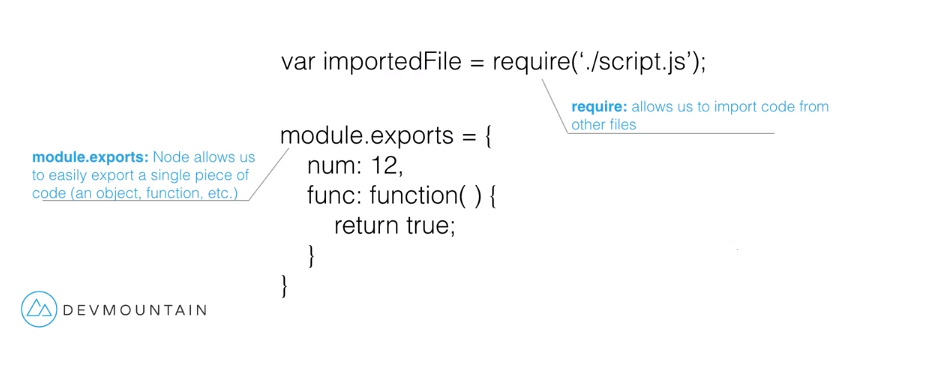 var importedFile = require(‘./script.js’);
require: allows us to import code from
other files
module.exports = {
num: 12,
func: function( ) {
return true;
}
}
module.exports: Node allows us
to easily export a single piece of
code (an object, function, etc.)
DEVMOUNTAIN